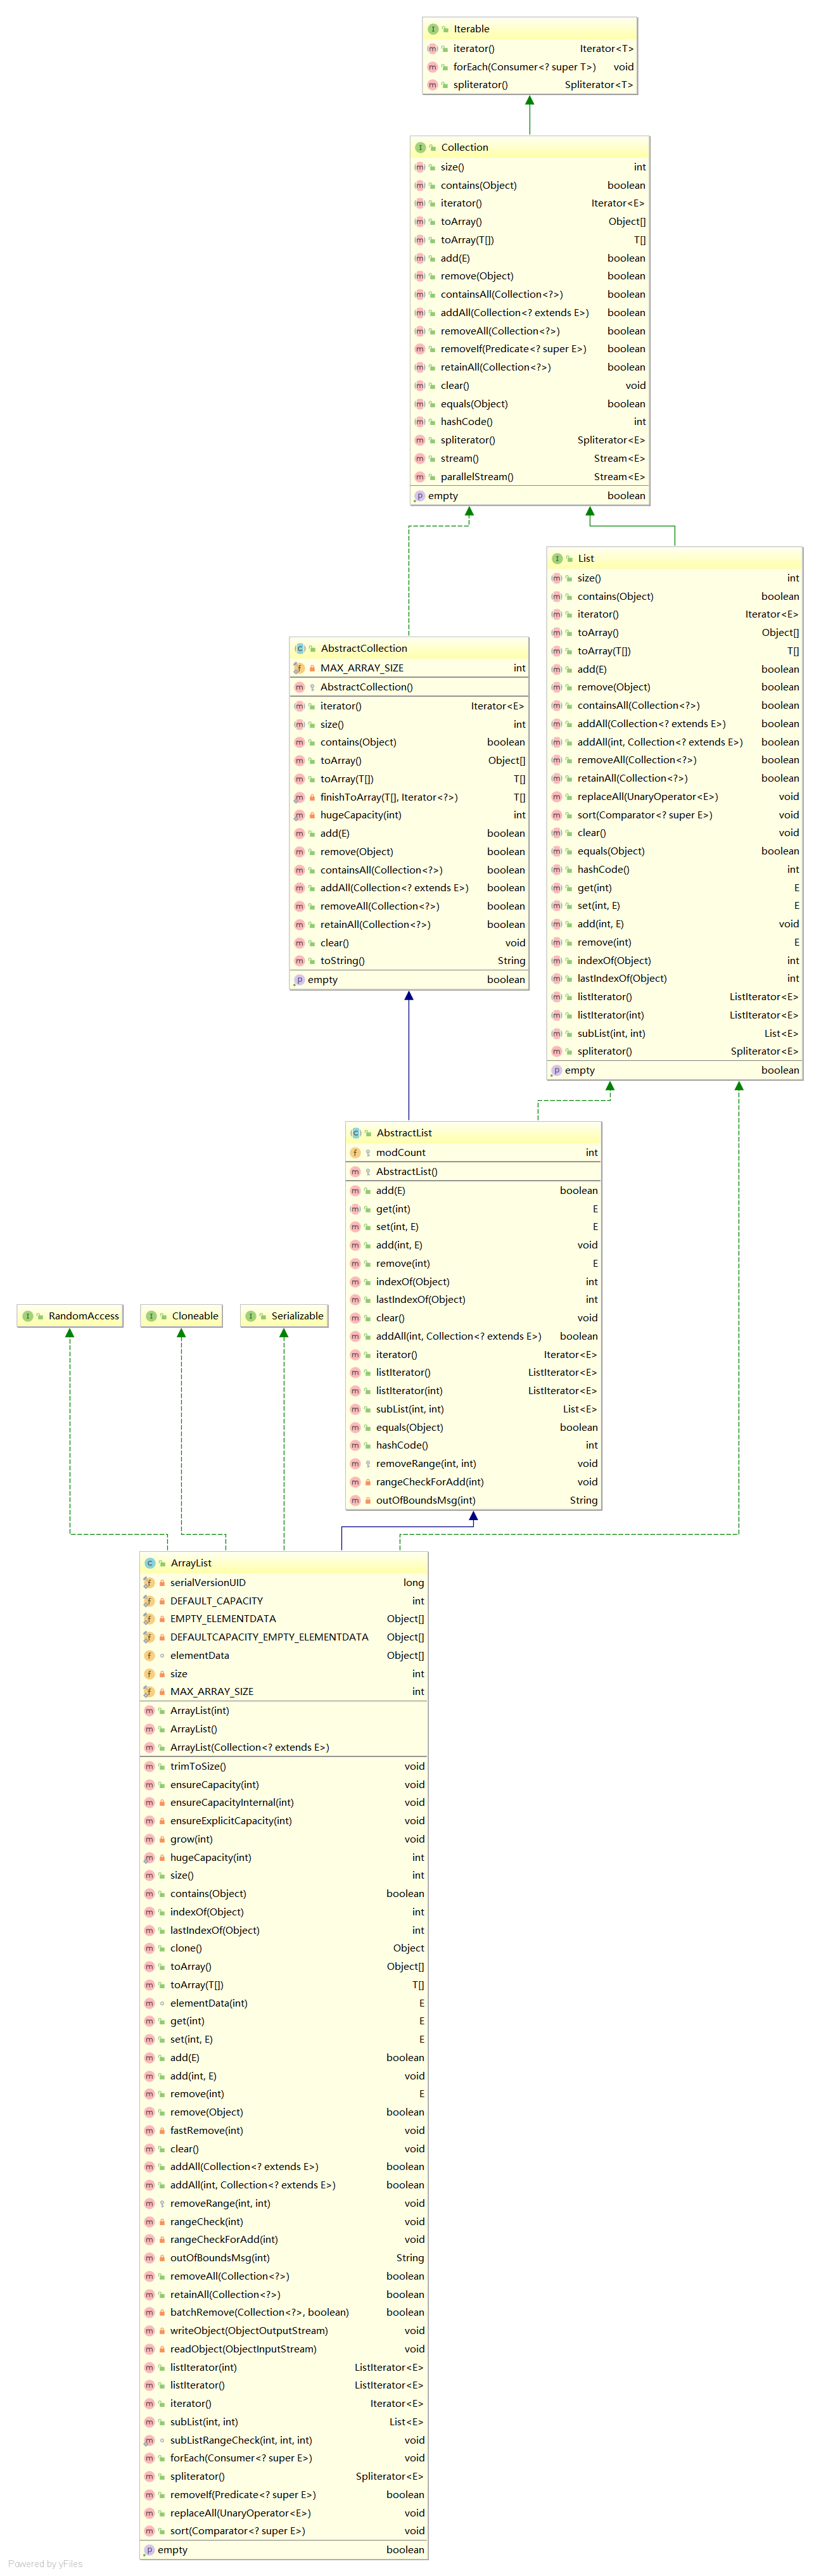 Iterable
iterator() Iterator<T>
forEach(Consumer<? super T>) void
spliterator() Spliterator<T>
Collection
size() int
contains(Object) boolean
iterator() Iterator<E>
toArray() Object[]
toArray(T[]) T[]
add(E) boolean
remove(Object) boolean
containsAll(Collection<?>) boolean
addAll(Collection<? extends E>) boolean
removeAll(Collection<?>) boolean
removeIf(Predicate<? super E>) boolean
retainAll(Collection<?>) boolean
clear() void
equals(Object) boolean
hashCode() int
spliterator() Spliterator<E>
stream() Stream<E>
parallelStream() Stream<E>
empty boolean
List
size() int
contains(Object) boolean
iterator() Iterator<E>
toArray() Object[]
toArray(T[]) T[]
add(E) boolean
remove(Object) boolean
containsAll(Collection<?>) boolean
addAll(Collection<? extends E>) boolean
addAll(int, Collection<? extends E>) boolean
removeAll(Collection<?>) boolean
retainAll(Collection<?>) boolean
replaceAll(UnaryOperator<E>) void
sort(Comparator<? super E>) void
clear() void
equals(Object) boolean
hashCode() int
get(int) E
set(int, E) E
add(int, E) void
remove(int) E
indexOf(Object) int
lastIndexOf(Object) int
listIterator() ListIterator<E>
listIterator(int) ListIterator<E>
subList(int, int) List<E>
spliterator() Spliterator<E>
empty boolean
AbstractCollection
MAX_ARRAY_SIZE int
AbstractCollection()
iterator() Iterator<E>
size() int
contains(Object) boolean
toArray() Object[]
toArray(T[]) T[]
finishToArray(T[], Iterator<?>) T[]
hugeCapacity(int) int
add(E) boolean
remove(Object) boolean
containsAll(Collection<?>) boolean
addAll(Collection<? extends E>) boolean
removeAll(Collection<?>) boolean
retainAll(Collection<?>) boolean
clear() void
toString() String
empty boolean
AbstractList
modCount int
AbstractList()
add(E) boolean
get(int) E
set(int, E) E
add(int, E) void
remove(int) E
indexOf(Object) int
lastIndexOf(Object) int
clear() void
addAll(int, Collection<? extends E>) boolean
iterator() Iterator<E>
listIterator() ListIterator<E>
listIterator(int) ListIterator<E>
subList(int, int) List<E>
equals(Object) boolean
hashCode() int
removeRange(int, int) void
rangeCheckForAdd(int) void
outOfBoundsMsg(int) String
RandomAccess
Cloneable
Serializable
ArrayList
serialVersionUID long
DEFAULT_CAPACITY int
EMPTY_ELEMENTDATA Object[]
DEFAULTCAPACITY_EMPTY_ELEMENTDATA Object[]
elementData Object[]
size int
MAX_ARRAY_SIZE int
ArrayList(int)
ArrayList()
ArrayList(Collection<? extends E>)
trimToSize() void
ensureCapacity(int) void
ensureCapacityInternal(int) void
ensureExplicitCapacity(int) void
grow(int) void
hugeCapacity(int) int
size() int
contains(Object) boolean
indexOf(Object) int
lastIndexOf(Object) int
clone() Object
toArray() Object[]
toArray(T[]) T[]
elementData(int) E
get(int) E
set(int, E) E
add(E) boolean
add(int, E) void
remove(int) E
remove(Object) boolean
fastRemove(int) void
clear() void
addAll(Collection<? extends E>) boolean
addAll(int, Collection<? extends E>) boolean
removeRange(int, int) void
rangeCheck(int) void
rangeCheckForAdd(int) void
outOfBoundsMsg(int) String
removeAll(Collection<?>) boolean
retainAll(Collection<?>) boolean
batchRemove(Collection<?>, boolean) boolean
writeObject(ObjectOutputStream) void
readObject(ObjectInputStream) void
listIterator(int) ListIterator<E>
listIterator() ListIterator<E>
iterator() Iterator<E>
subList(int, int) List<E>
subListRangeCheck(int, int, int) void
forEach(Consumer<? super E>) void
spliterator() Spliterator<E>
removeIf(Predicate<? super E>) boolean
replaceAll(UnaryOperator<E>) void
sort(Comparator<? super E>) void
empty boolean
Powered by yFiles